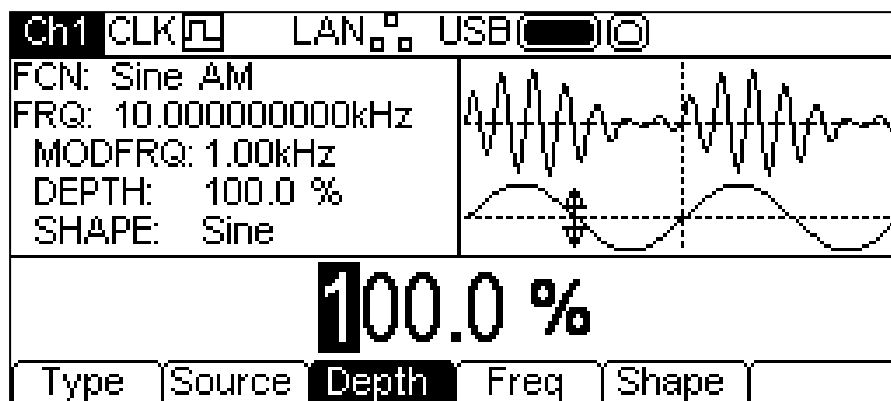 Ch1 CLK LAN USB
FCN: Sine AM
FRQ: 10.000000000kHz
MODFRQ: 1.00kHz
DEPTH: 100.0 %
SHAPE: Sine
100.0 %
Type Source Depth Freq Shape